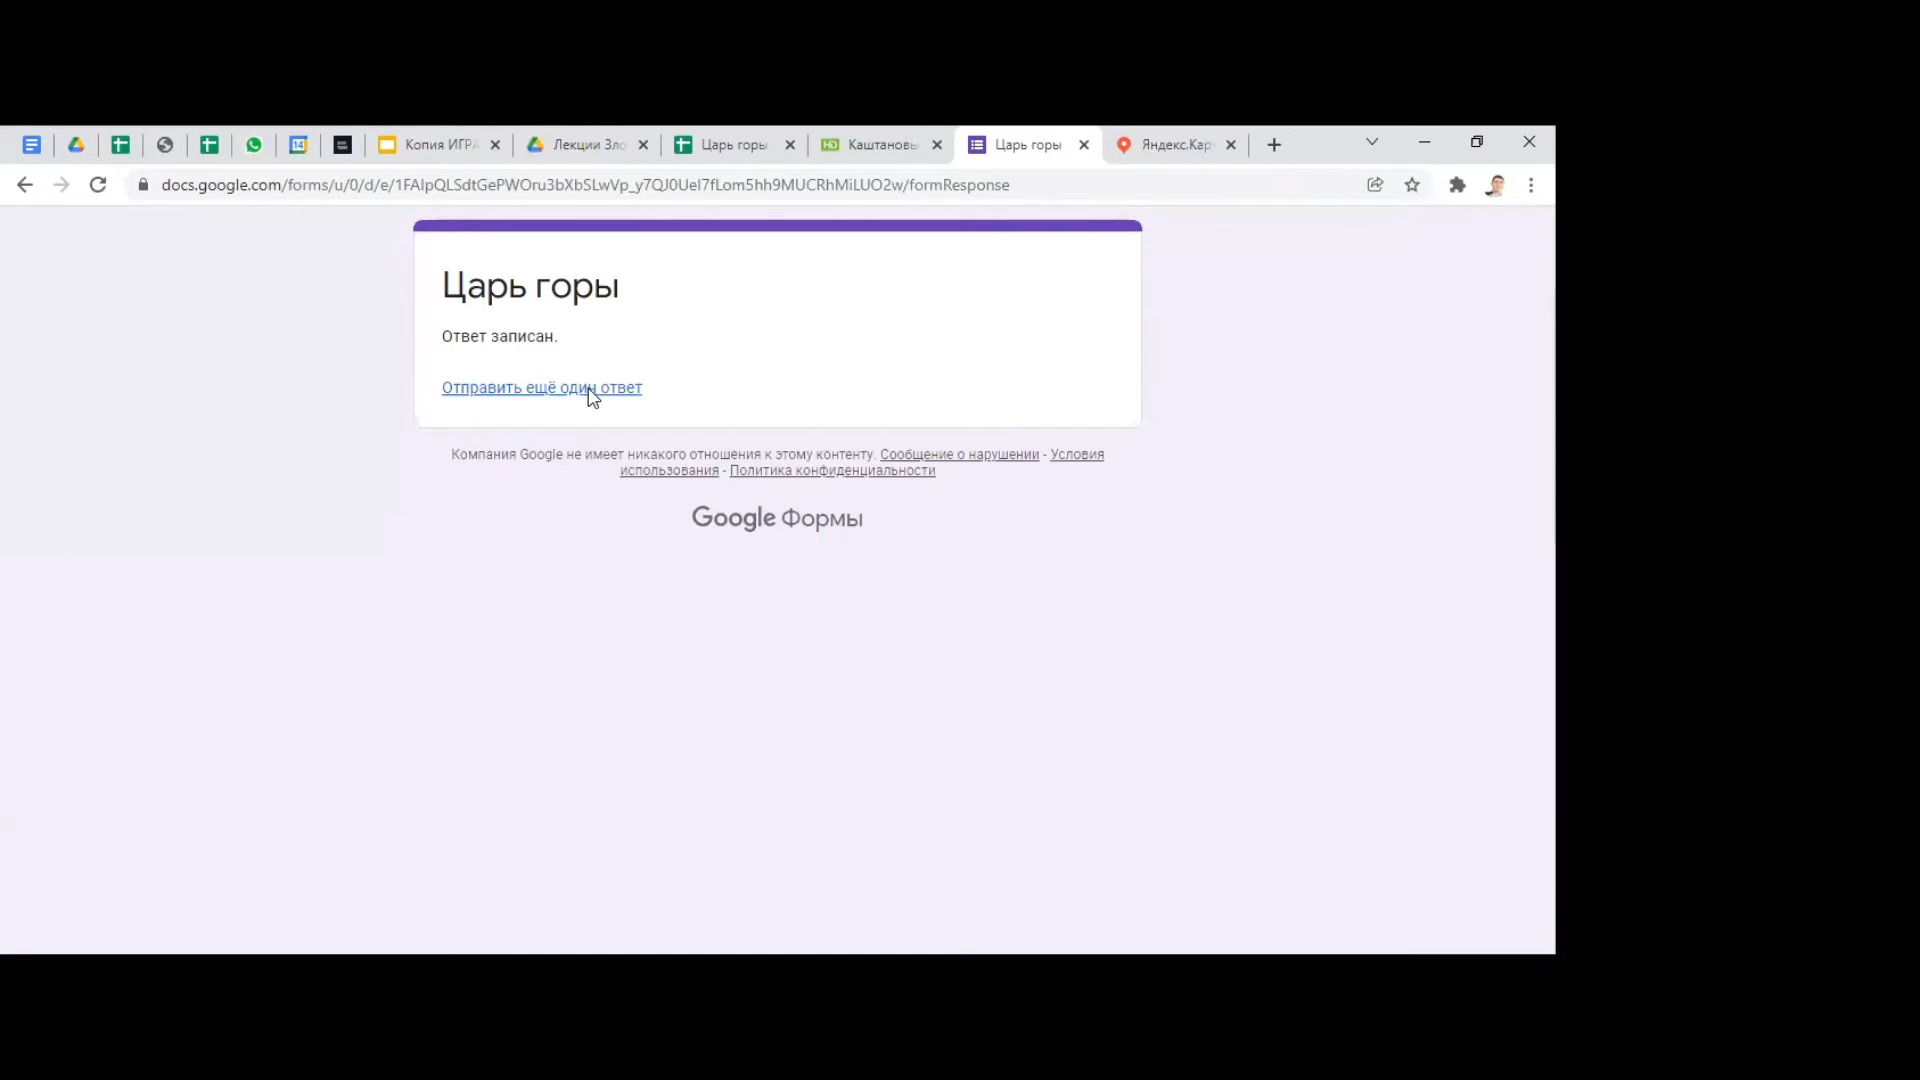 14
Копия ИГРА
Лекции Зло
Царь горы
Каштановы
Царь горы
Яндекс.Кар
docs.google.com/forms/u/0/d/e/1FAIpQLSdtGePWOru3bXbSLwVp_y7QJ0UeI7fLom5hh9MUCRhMiLUO2w/formResponse
Царь горы
Ответ записан.
Отправить ещё один ответ
Компания Google не имеет никакого отношения к этому контенту. Сообщение о нарушении - Условия
использования - Политика конфиденциальности
Google Формы